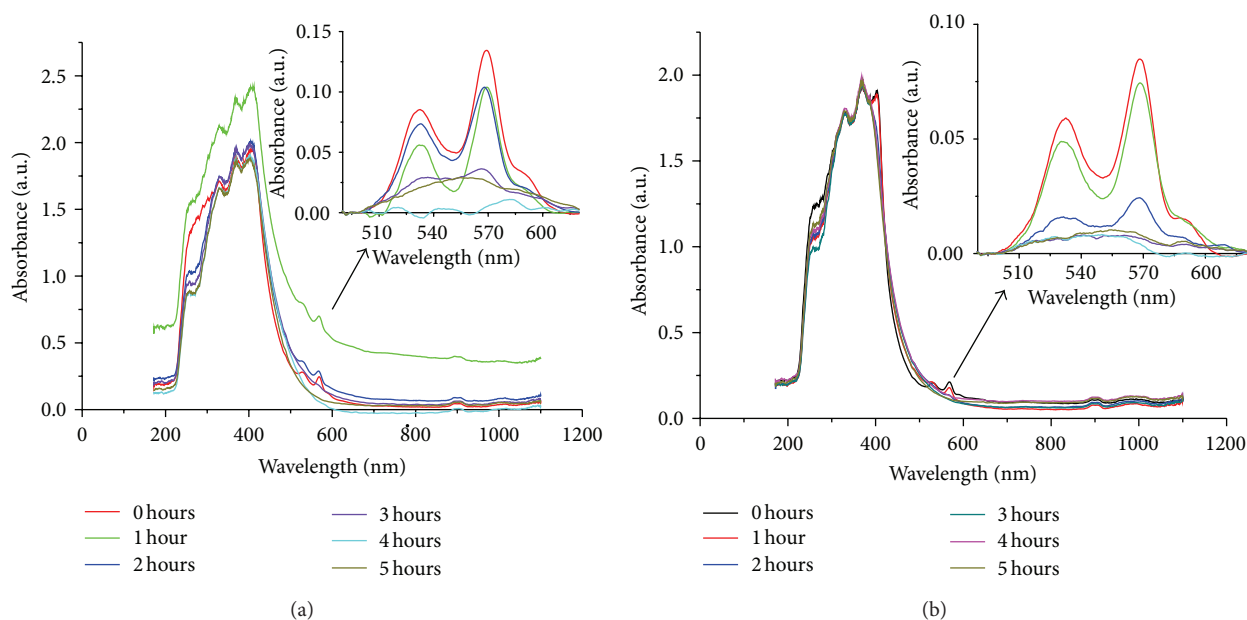 2.5
2.0
1.5
1.0
0.5
0.0
Absorbance (a.u.)
0
200
400
600
800
1000
1200
Wavelength (nm)
0.15
0.10
0.05
0.00
Absorbance (a.u.)
510
540
570
600
Wavelength (nm)
0 hours
1 hour
2 hours
3 hours
4 hours
5 hours
(a)
2.0
1.5
1.0
0.5
0.0
Absorbance (a.u.)
0
200
400
600
800
1000
1200
Wavelength (nm)
0.10
0.05
0.00
Absorbance (a.u.)
510
540
570
600
Wavelength (nm)
0 hours
1 hour
2 hours
3 hours
4 hours
5 hours
(b)